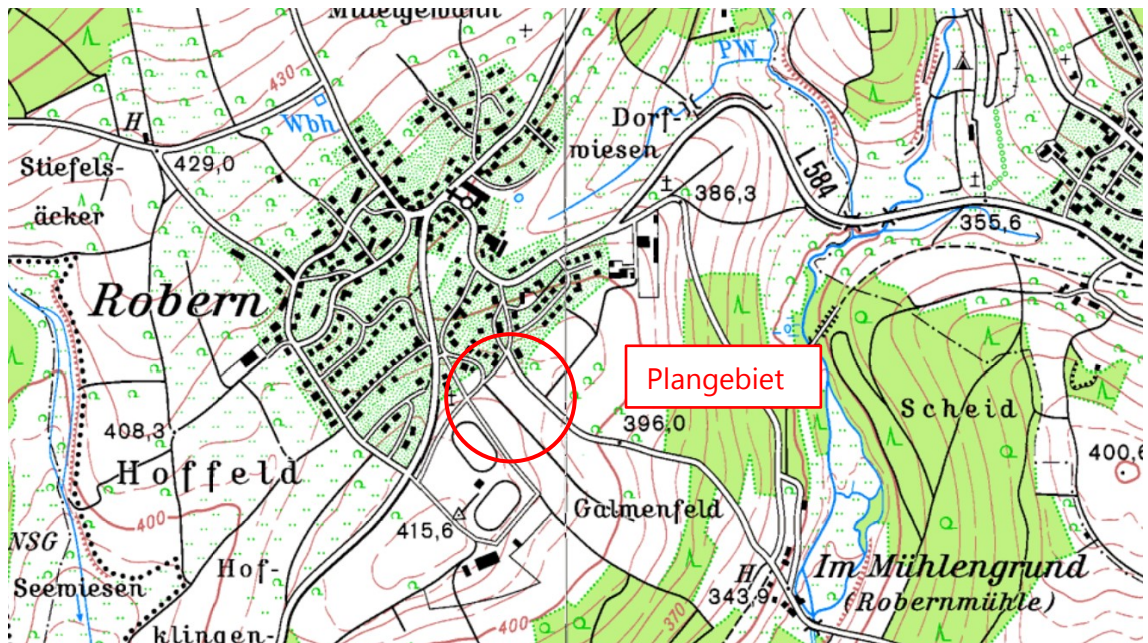 Mittelgewann
430
PW
Wbh
H
Dorf-
wiesen
L 584
429,0
Stiefels-
äcker
386,3
355,6
Robern
Plangebiet
Scheid
408,3
396,0
400,6
Hoffeld
Galmenfeld
400
415,6
NSG
Seewiesen
Hof-
klingen-
H
Im Mühlengrund
343,9
(Robernmühle)
400
370